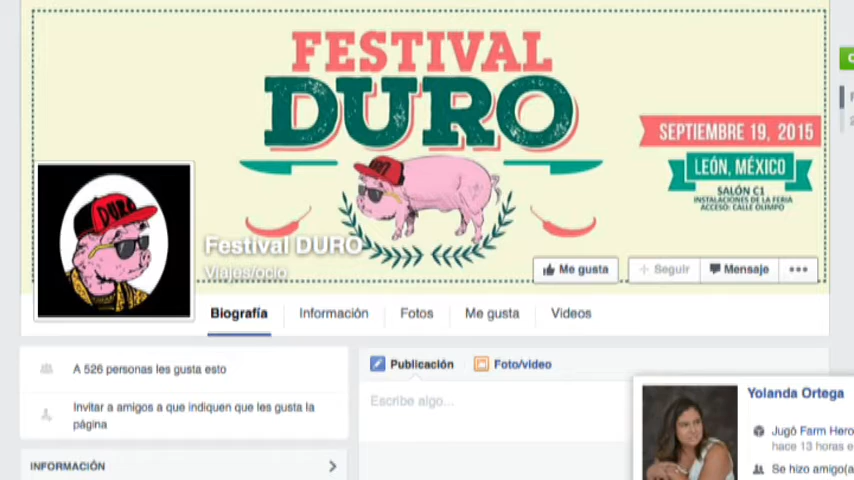 FESTIVAL
DURO
SEPTIEMBRE 19, 2015
LEÓN, MÉXICO
SALÓN C1
INSTALACIONES DE LA FERIA
ACCESO: CALLE OLIMPO
DURO
Festival DURO
Viajes/ocio
Me gusta
Seguir
Mensaje
Biografía
Información
Fotos
Me gusta
Videos
A 526 personas les gusta esto
Invitar a amigos a que indiquen que les gusta la
página
INFORMACIÓN
Publicación
Foto/video
Escribe algo...
Yolanda Ortega
Jugó Farm Hero
hace 13 horas
Se hizo amigo(a